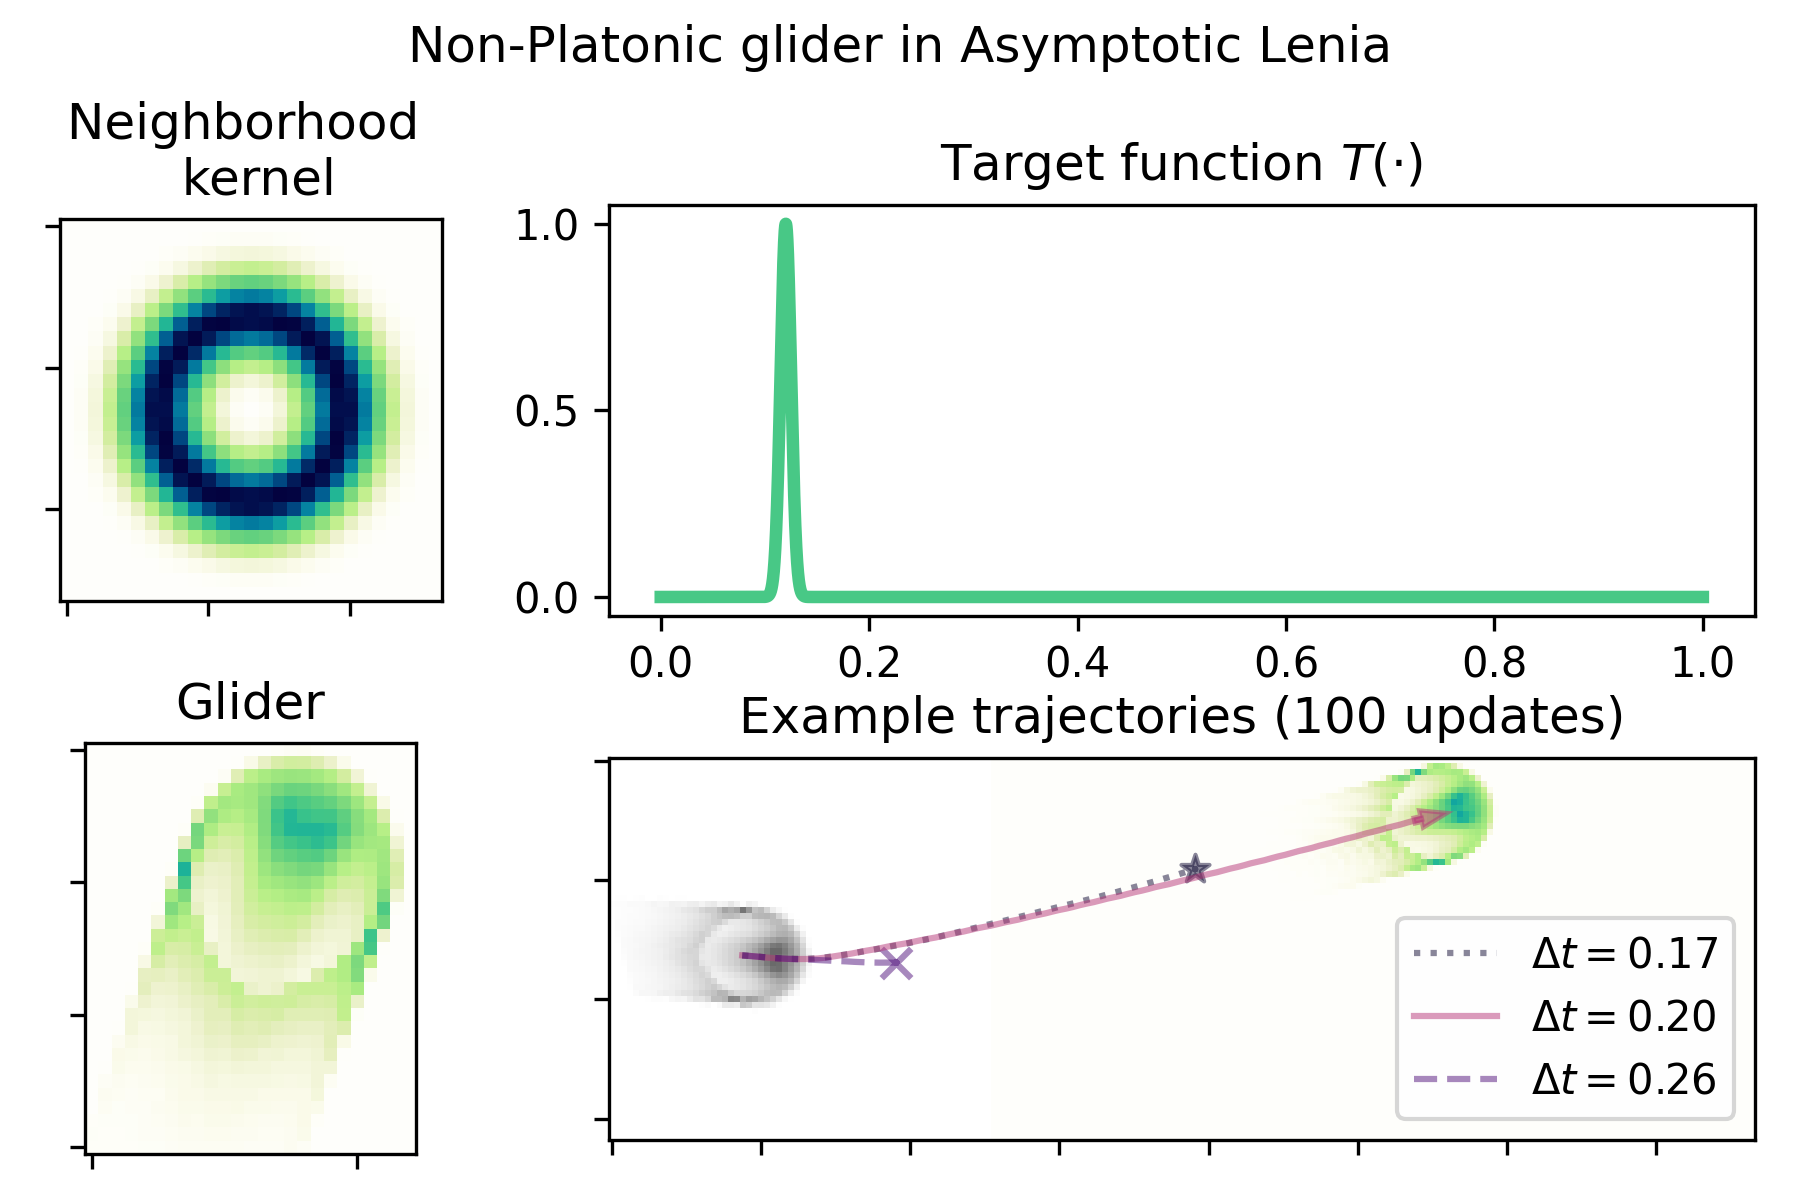 Non-Platonic glider in Asymptotic Lenia
Neighborhood
kernel
Target function T(·)
1.0
0.5
0.0
0.0 0.2 0.4 0.6 0.8 1.0
Glider
Example trajectories (100 updates)
Δt = 0.17
Δt = 0.20
Δt = 0.26